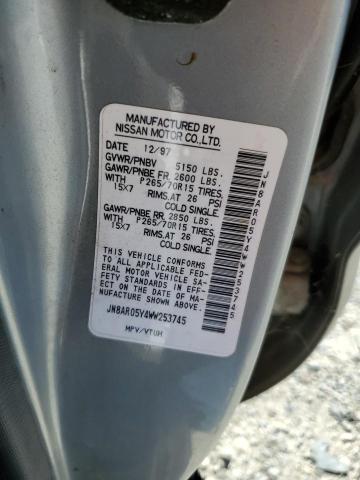 MANUFACTURED BY
NISSAN MOTOR CO.,LTD.
DATE 12/97
GVWR/PNBV 5150 LBS.
GAWR/PNBE FR. 2600 LBS.
WITH P265/70R15 TIRES,
15X7 RIMS, AT 26 PSI
COLD SINGLE.
GAWR/PNBE RR. 2850 LBS.
WITH P265/70R15 TIRES,
15X7 RIMS, AT 26 PSI
COLD SINGLE.
THIS VEHICLE CONFORMS
TO ALL APPLICABLE FED-
ERAL MOTOR VEHICLE SA-
FETY STANDARDS IN EFF-
ECT ON THE DATE OF
MANUFACTURE SHOWN ABOVE.
JN8AR05Y4WW253745
MPV/VTUM
JN8AR05Y4WW253745